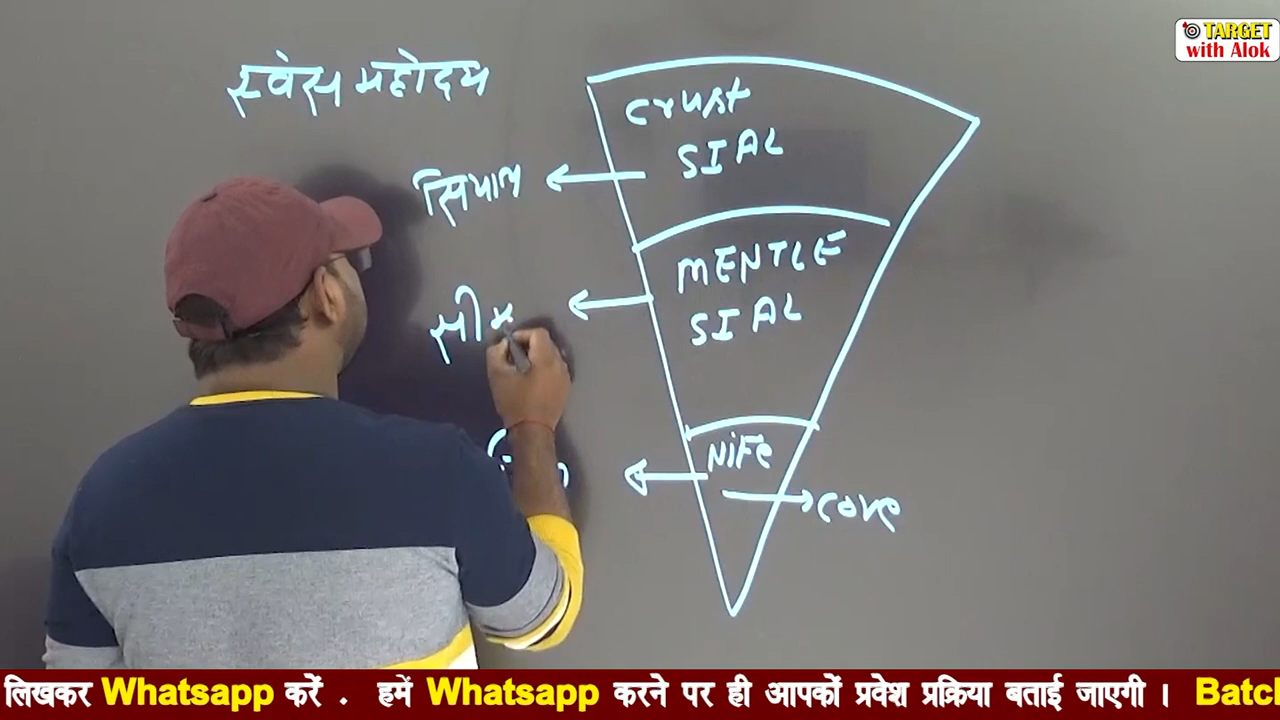 TARGET
with Alok
स्वेस महोदय
Crust
SIAL
सियाल
MENTLE
SIAL
सीम
NiFe
core
लिखकर Whatsapp करें . हमें Whatsapp करने पर ही आपकों प्रवेश प्रक्रिया बताई जाएगी । Batch